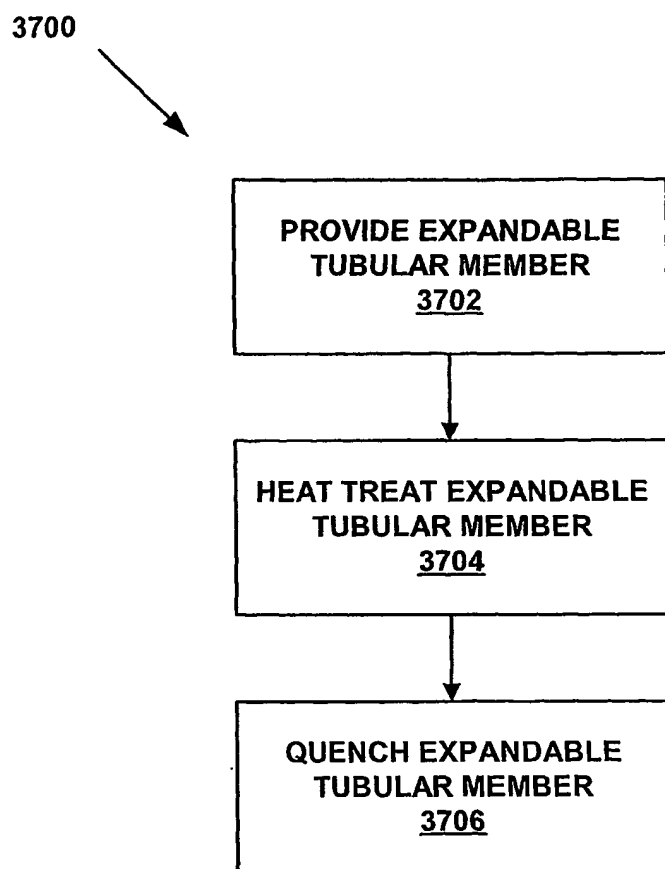 3700
PROVIDE EXPANDABLE
TUBULAR MEMBER
3702
HEAT TREAT EXPANDABLE
TUBULAR MEMBER
3704
QUENCH EXPANDABLE
TUBULAR MEMBER
3706